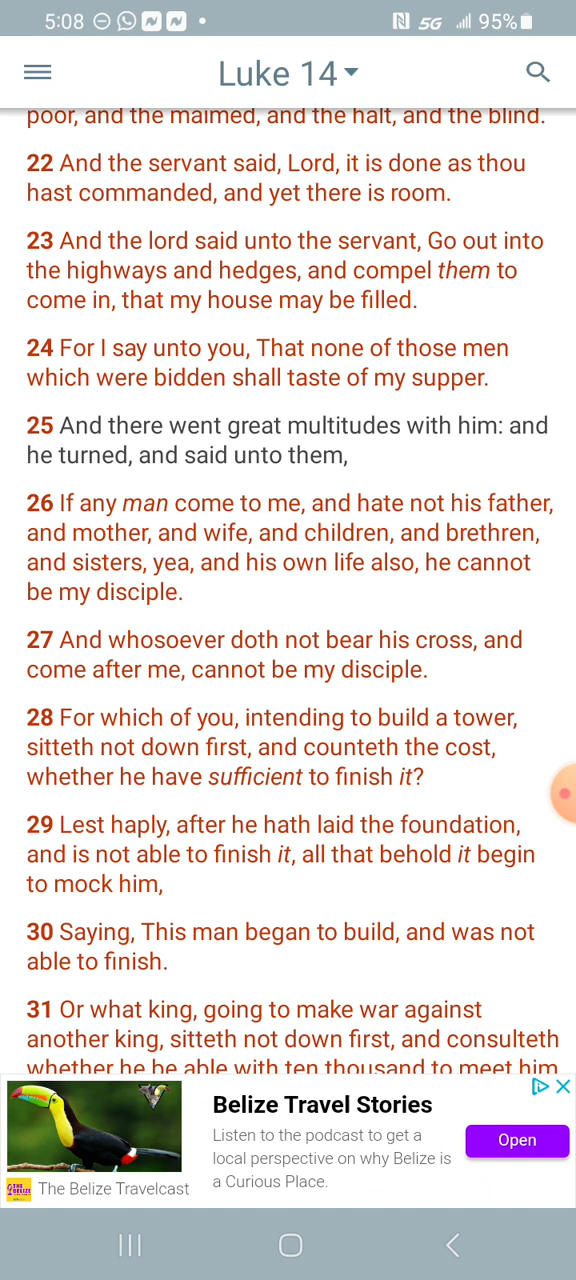 5:08
5G
95%
Luke 14
poor, and the maimed, and the halt, and the blind.
22 And the servant said, Lord, it is done as thou
hast commanded, and yet there is room.
23 And the lord said unto the servant, Go out into
the highways and hedges, and compel them to
come in, that my house may be filled.
24 For I say unto you, That none of those men
which were bidden shall taste of my supper.
25 And there went great multitudes with him: and
he turned, and said unto them,
26 If any man come to me, and hate not his father,
and mother, and wife, and children, and brethren,
and sisters, yea, and his own life also, he cannot
be my disciple.
27 And whosoever doth not bear his cross, and
come after me, cannot be my disciple.
28 For which of you, intending to build a tower,
sitteth not down first, and counteth the cost,
whether he have sufficient to finish it?
29 Lest haply, after he hath laid the foundation,
and is not able to finish it, all that behold it begin
to mock him,
30 Saying, This man began to build, and was not
able to finish.
31 Or what king, going to make war against
another king, sitteth not down first, and consulteth
whether he be able with ten thousand to meet him
Belize Travel Stories
Listen to the podcast to get a
local perspective on why Belize is
a Curious Place.
Open
The Belize Travelcast